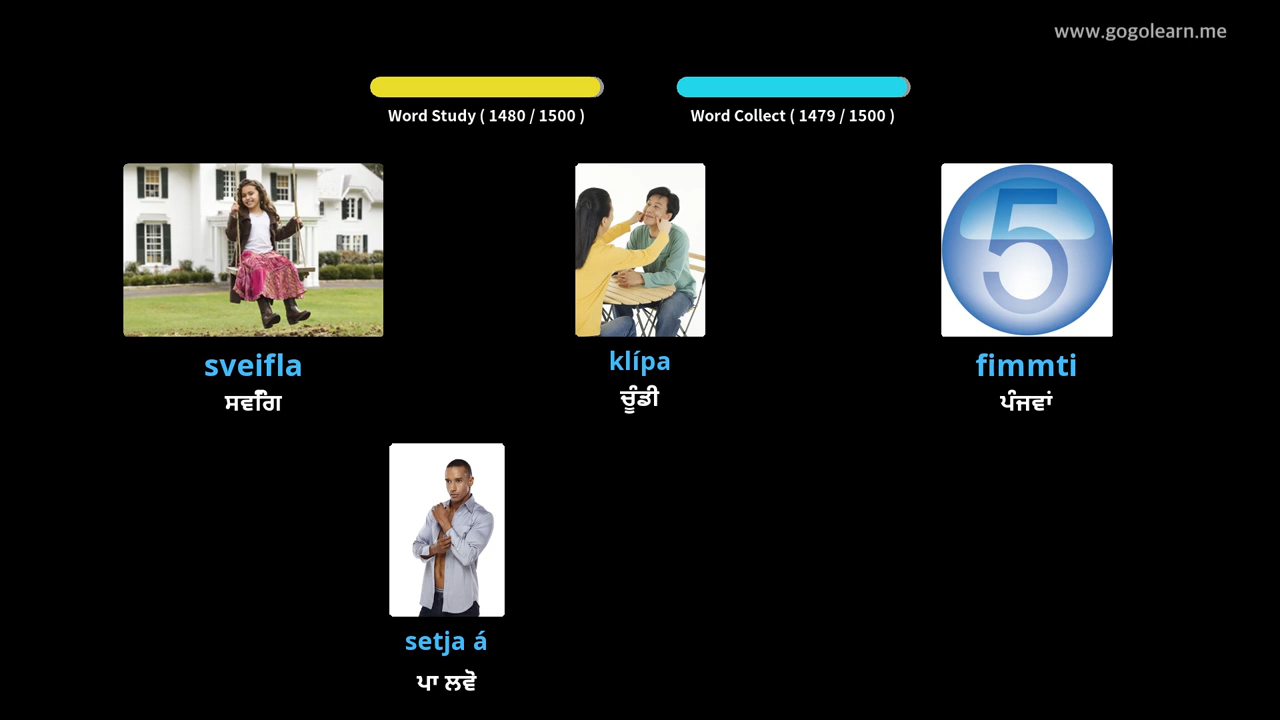 www.gogolearn.me
Word Study ( 1480 / 1500 )
Word Collect ( 1479 / 1500 )
5
sveifla
ਸਵਿੰਗ
klípa
ਚੂੰਡੀ
fimmti
ਪੰਜਵਾਂ
setja á
ਪਾ ਲਵੋ